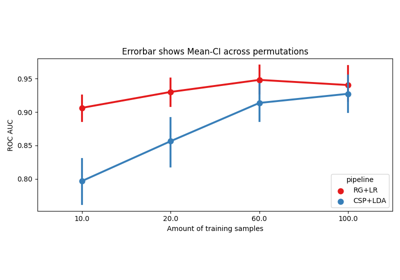 Errorbar shows Mean-CI across permutations
ROC AUC
0.95
0.90
0.85
0.80
10.0 20.0 60.0 100.0
Amount of training samples
pipeline
RG+LR
CSP+LDA